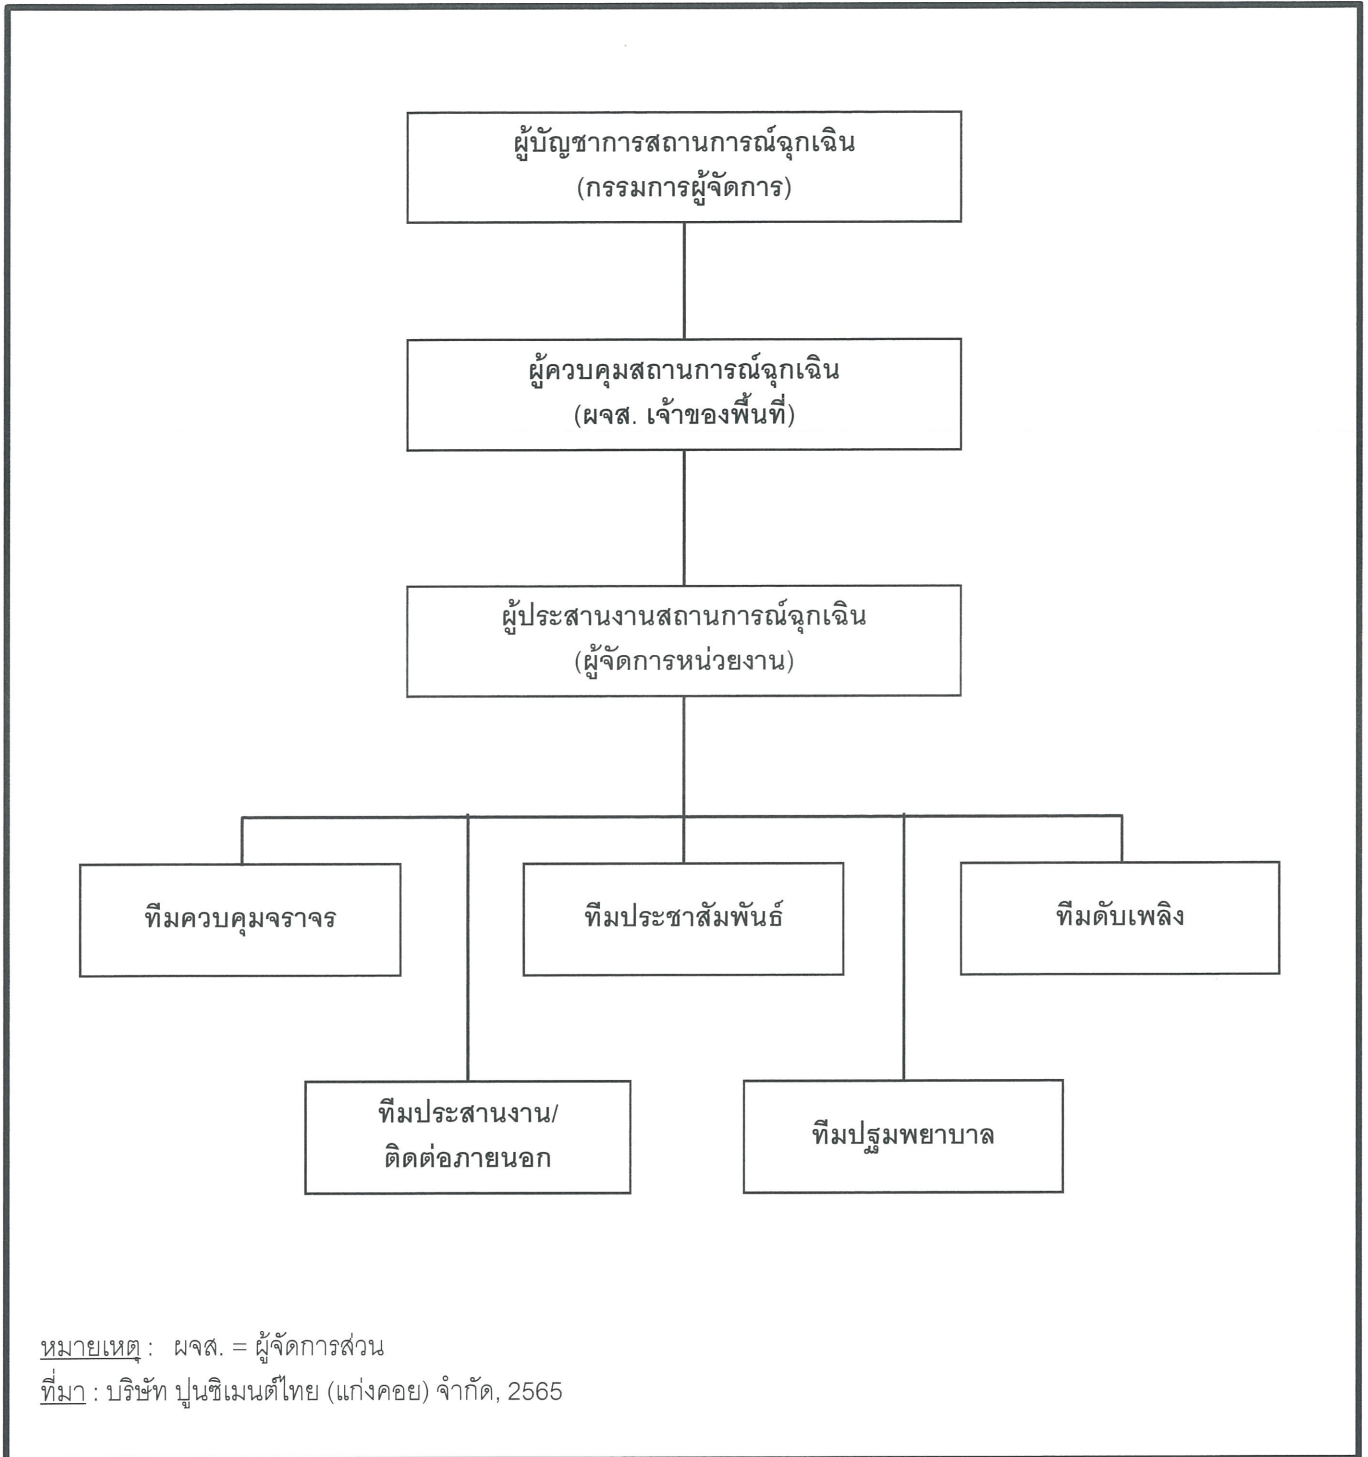 ผู้บัญชาการสถานการณ์ฉุกเฉิน
(กรรมการผู้จัดการ)
ผู้ควบคุมสถานการณ์ฉุกเฉิน
(ผจส. เจ้าของพื้นที่)
ผู้ประสานงานสถานการณ์ฉุกเฉิน
(ผู้จัดการหน่วยงาน)
ทีมควบคุมจราจร
ทีมประชาสัมพันธ์
ทีมดับเพลิง
ทีมประสานงาน/
ติดต่อภายนอก
ทีมปฐมพยาบาล
หมายเหตุ : ผจส. = ผู้จัดการส่วน
ที่มา : บริษัท ปูนซิเมนต์ไทย (แก่งคอย) จำกัด, 2565